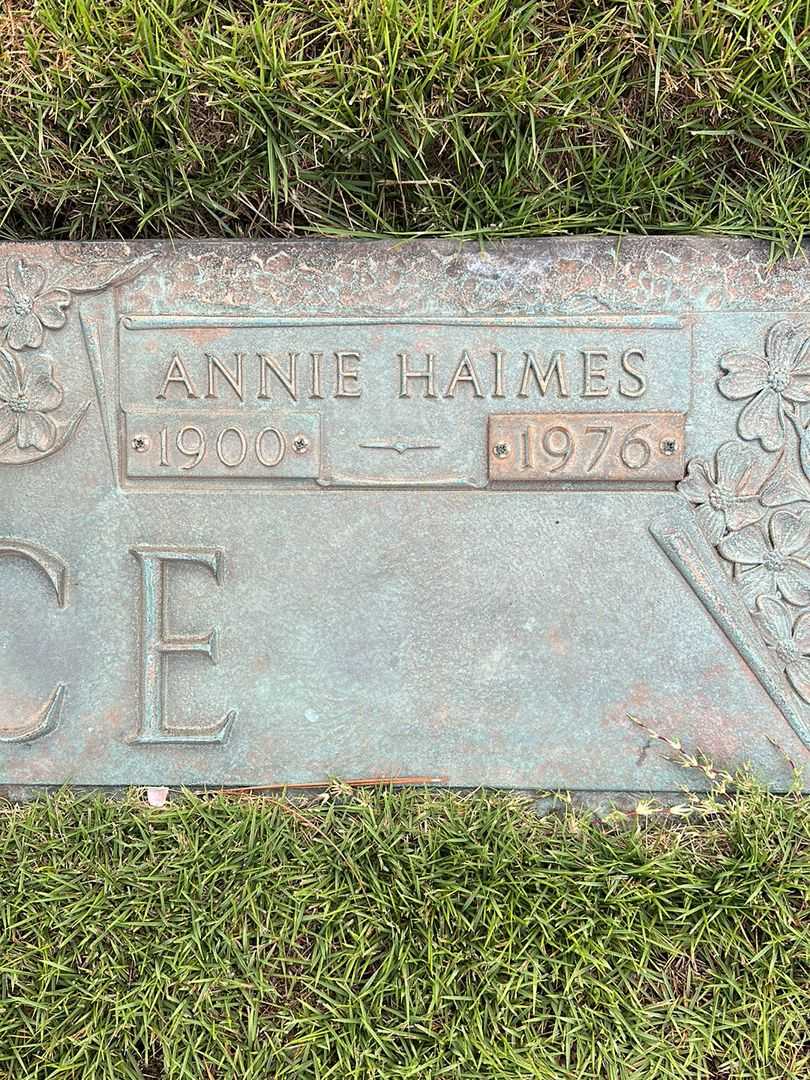 ANNIE HAIMES
1900 — 1976
CE